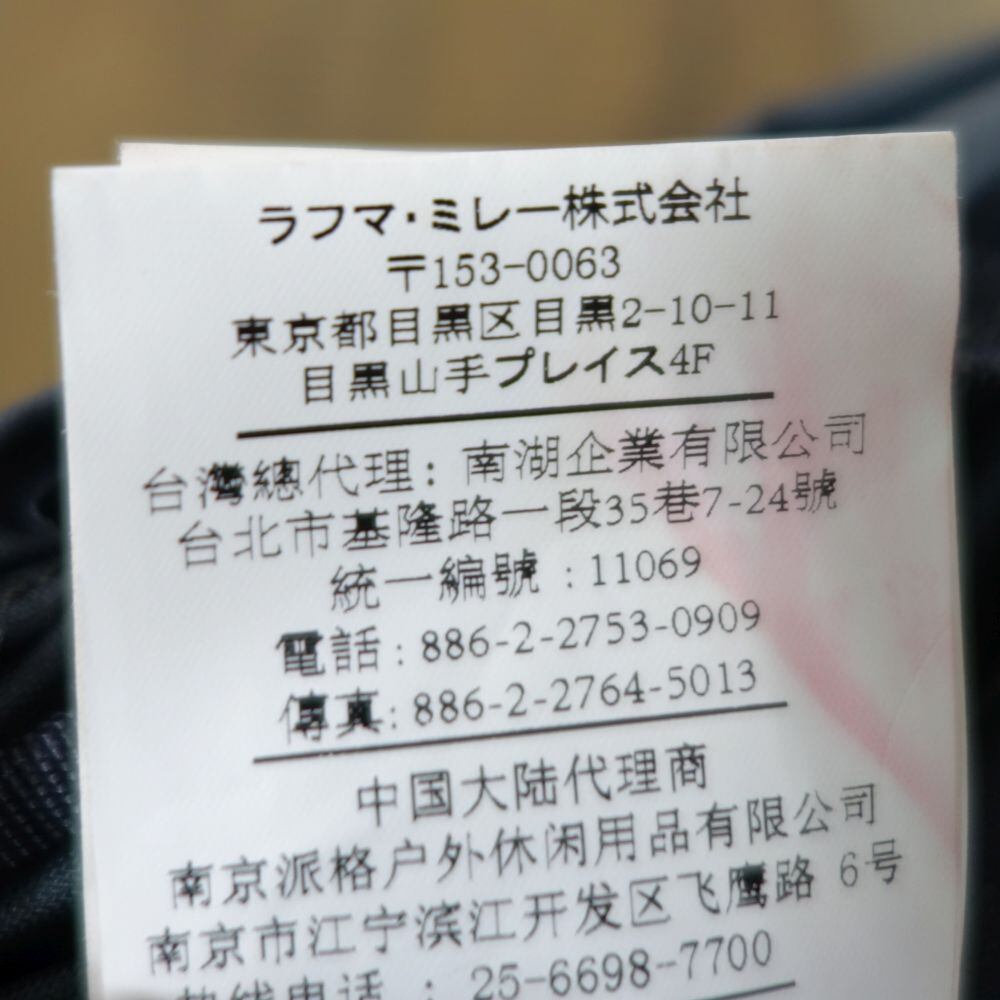 ラフマ・ミレー株式会社
〒153-0063
東京都目黒区目黒2-10-11
目黒山手プレイス4F
台灣總代理: 南湖企業有限公司
台北市基隆路一段35巷7-24號
統一編號 : 11069
電話: 886-2-2753-0909
傳真: 886-2-2764-5013
中国大陆代理商
南京派格户外休闲用品有限公司
南京市江宁滨江开发区飞鹰路 6号
热线电话 : 25-6698-7700